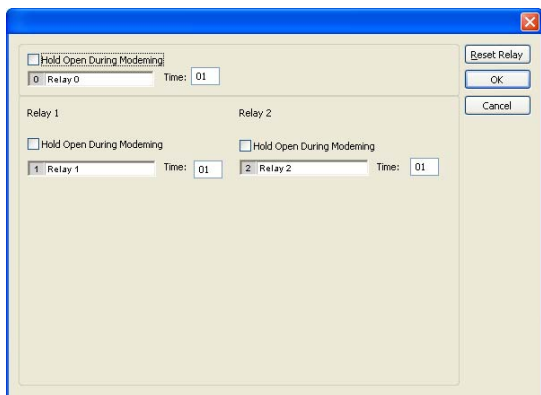 Hold Open During Modeming
0 Relay 0 Time: 01
Relay 1 Relay 2
Hold Open During Modeming Hold Open During Modeming
1 Relay 1 Time: 01 2 Relay 2 Time: 01
Reset Relay
OK
Cancel